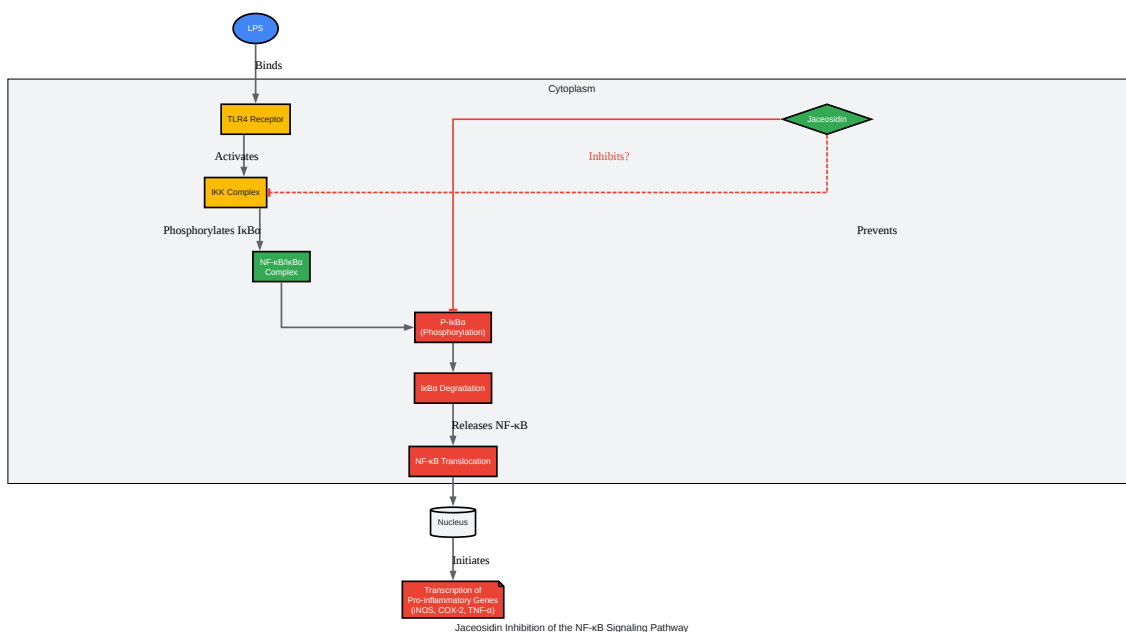 LPS
Binds
Cytoplasm
TLR4 Receptor
Jaceosidin
Activates
Inhibits?
IKK Complex
Phosphorylates IκBα
Prevents
NF-κB/IκBα
Complex
P-IκBα
(Phosphorylation)
IκBα Degradation
Releases NF-κB
NF-κB Translocation
Nucleus
Initiates
Transcription of
Pro-inflammatory Genes
(iNOS, COX-2, TNF-α)
Jaceosidin Inhibition of the NF-κB Signaling Pathway